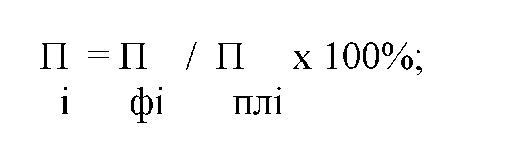 П = П / П х 100%;
і фі плі